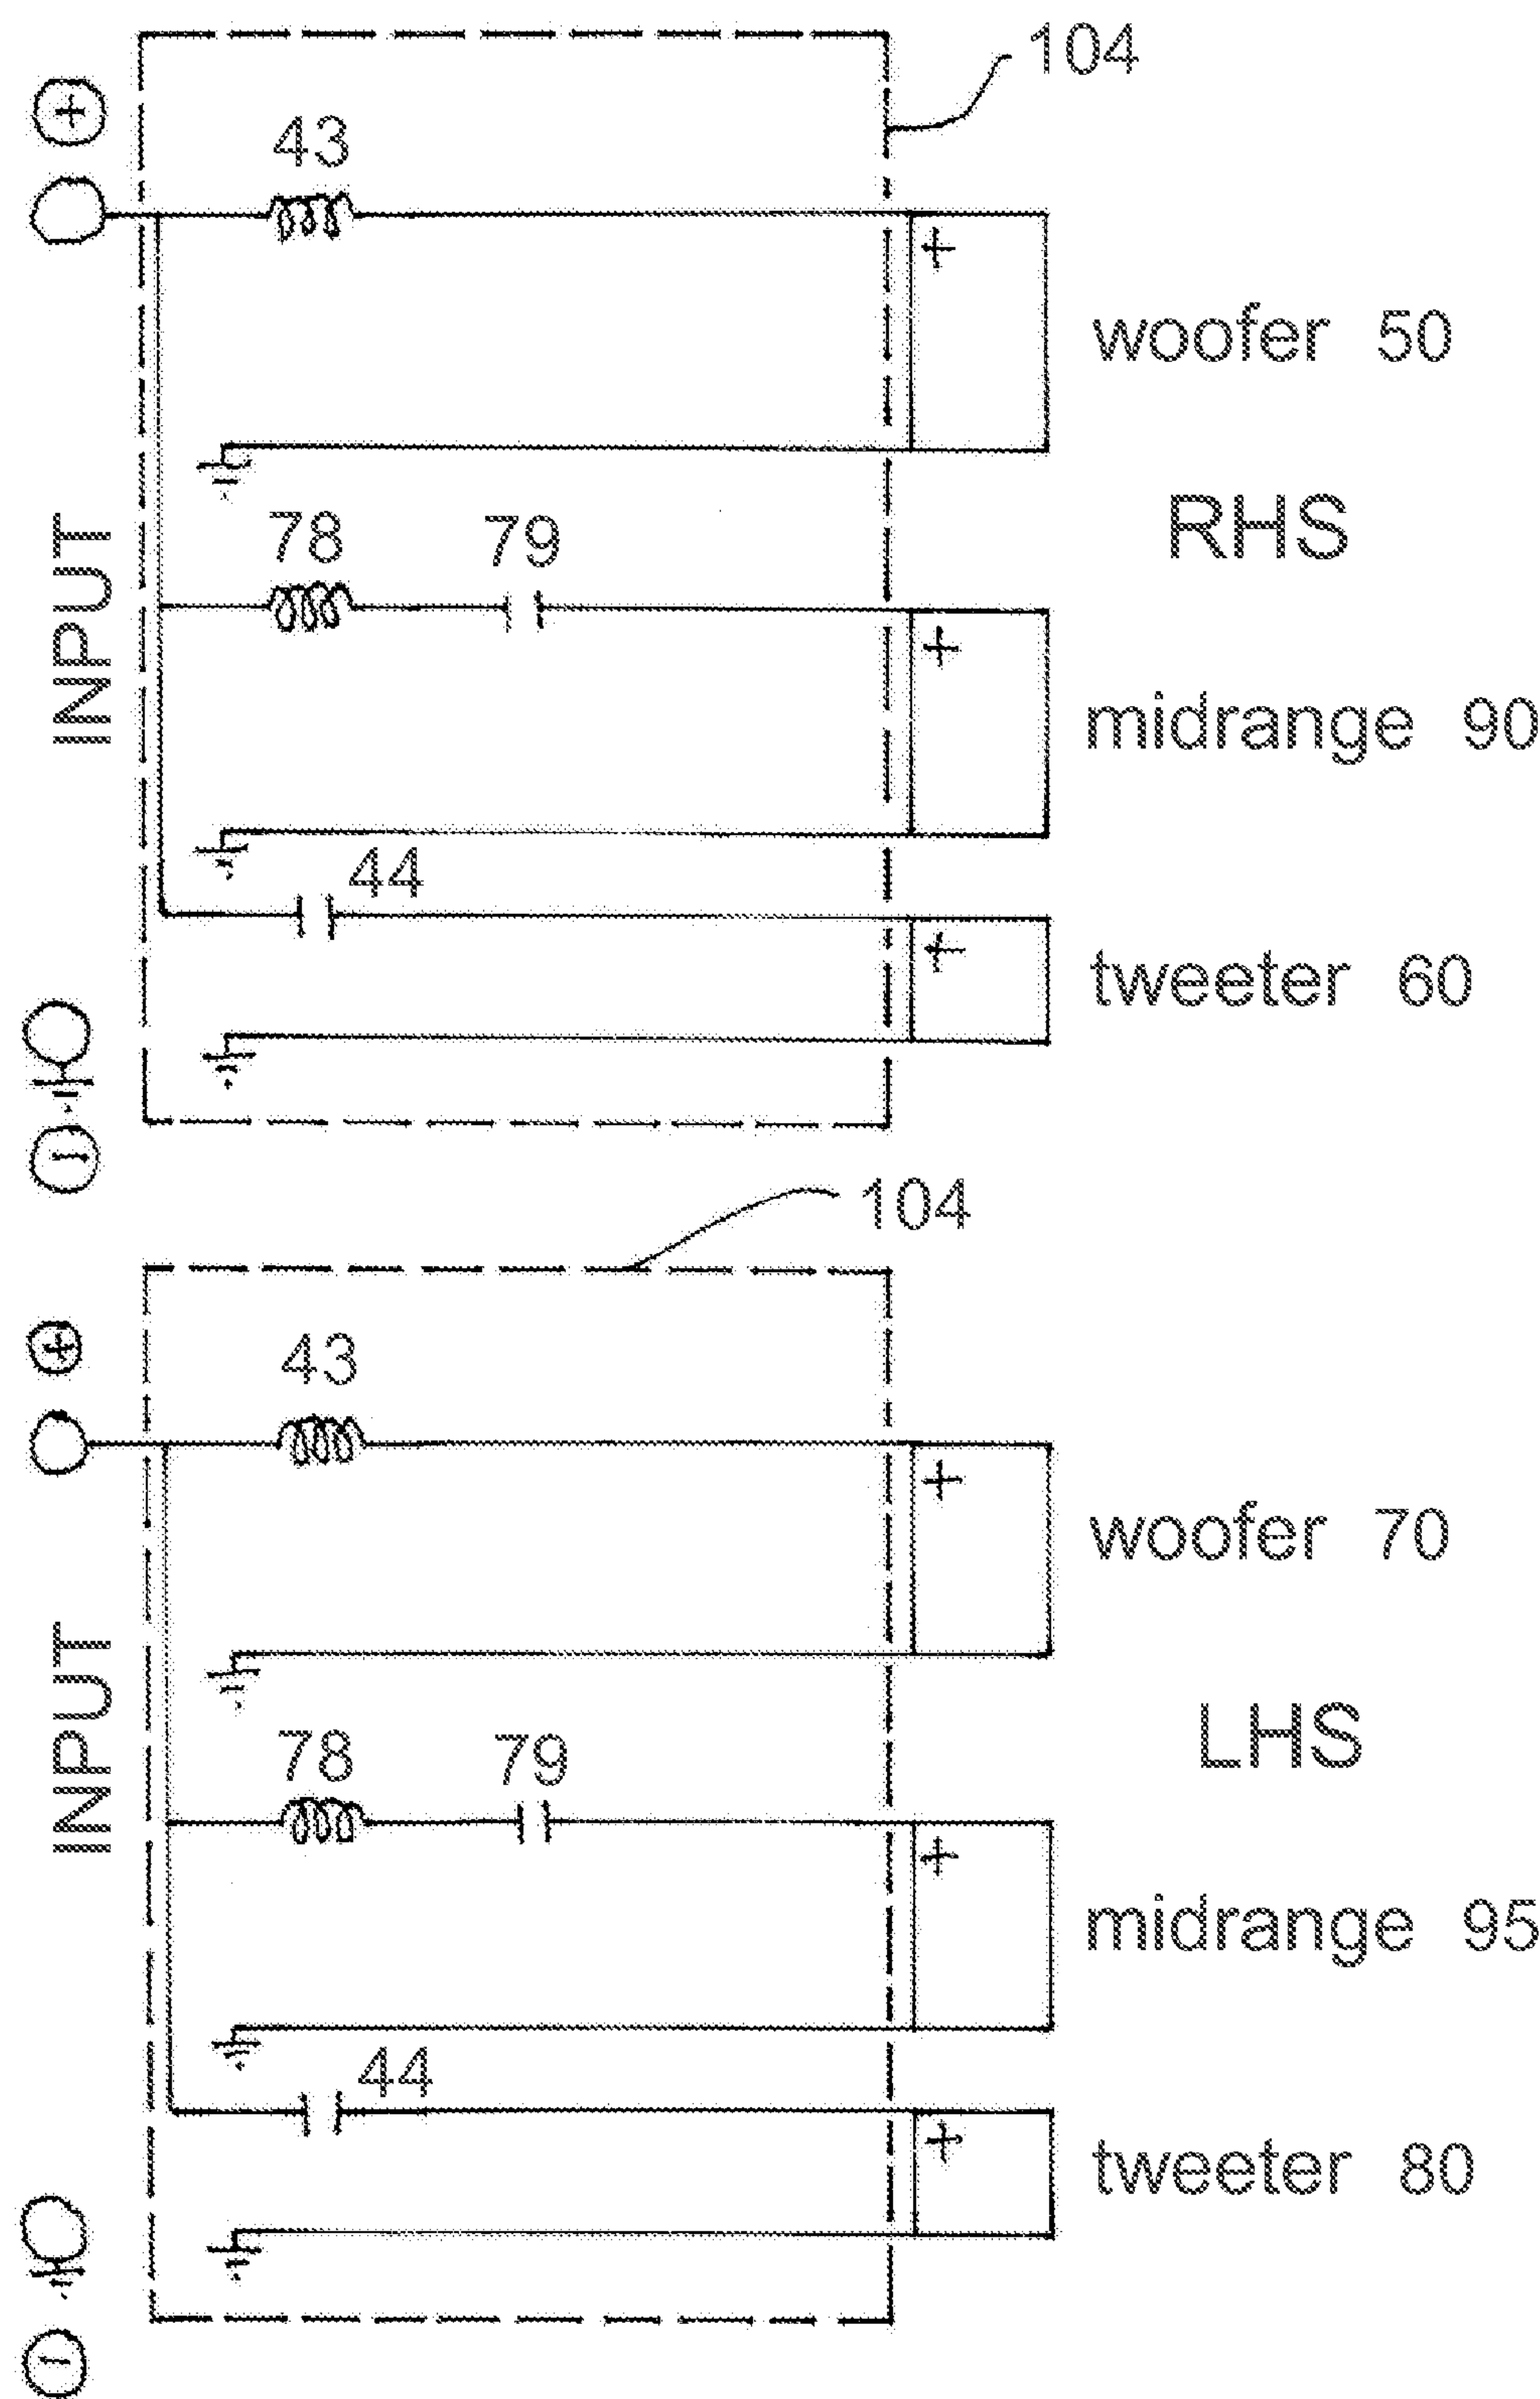 104
+
43
+
woofer 50
RHS
INPUT
78 79
+
midrange 90
44
+
tweeter 60
-
104
+
43
+
woofer 70
LHS
INPUT
78 79
+
midrange 95
44
+
tweeter 80
-